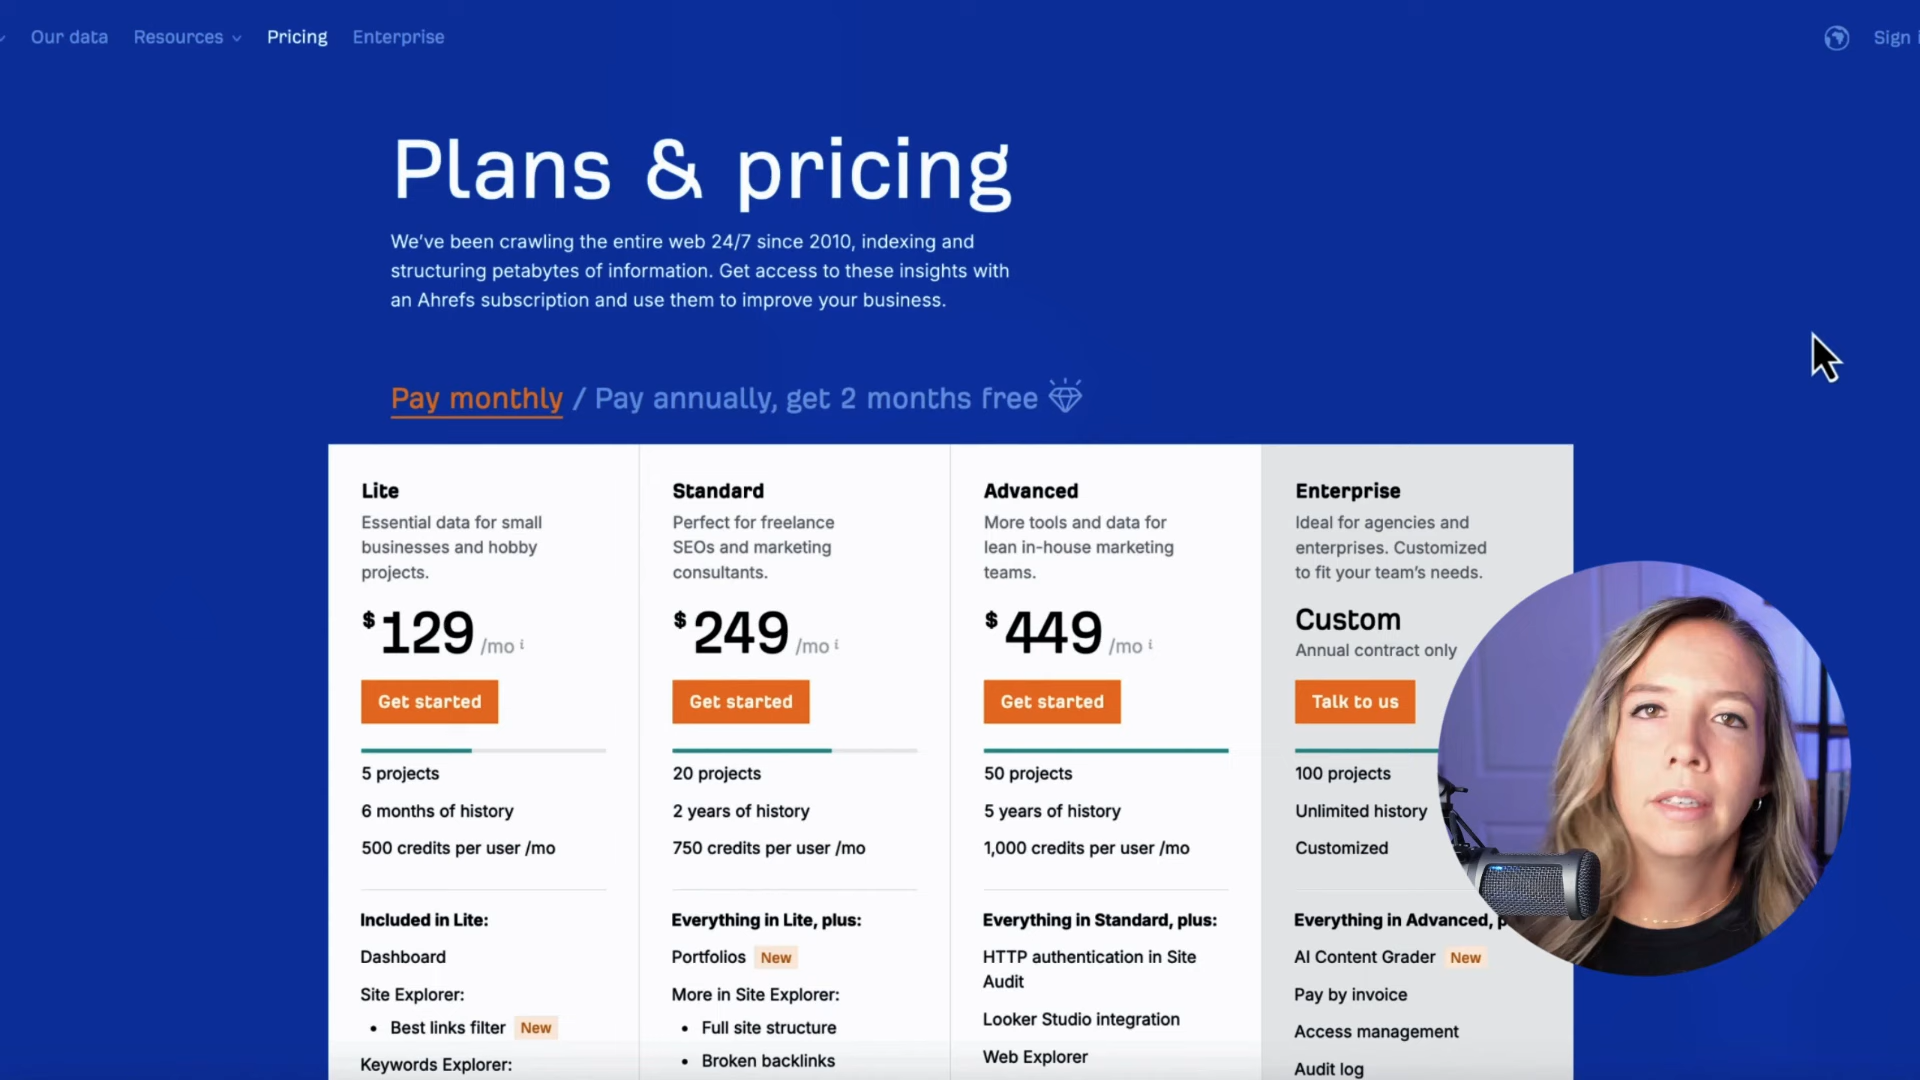 Our data
Resources
Pricing
Enterprise
Sign
Plans & pricing
We've been crawling the entire web 24/7 since 2010, indexing and
structuring petabytes of information. Get access to these insights with
an Ahrefs subscription and use them to improve your business.
Pay monthly / Pay annually, get 2 months free
Lite
Essential data for small
businesses and hobby
projects.
$129 /mo i
Get started
5 projects
6 months of history
500 credits per user /mo
Included in Lite:
Dashboard
Site Explorer:
• Best links filter New
Keywords Explorer:
Standard
Perfect for freelance
SEOs and marketing
consultants.
$249 /mo i
Get started
20 projects
2 years of history
750 credits per user /mo
Everything in Lite, plus:
Portfolios New
More in Site Explorer:
• Full site structure
• Broken backlinks
Advanced
More tools and data for
lean in-house marketing
teams.
$449 /mo i
Get started
50 projects
5 years of history
1,000 credits per user /mo
Everything in Standard, plus:
HTTP authentication in Site
Audit
Looker Studio integration
Web Explorer
Enterprise
Ideal for agencies and
enterprises. Customized
to fit your team's needs.
Custom
Annual contract only
Talk to us
100 projects
Unlimited history
Customized
Everything in Advanced,
AI Content Grader New
Pay by invoice
Access management
Audit log